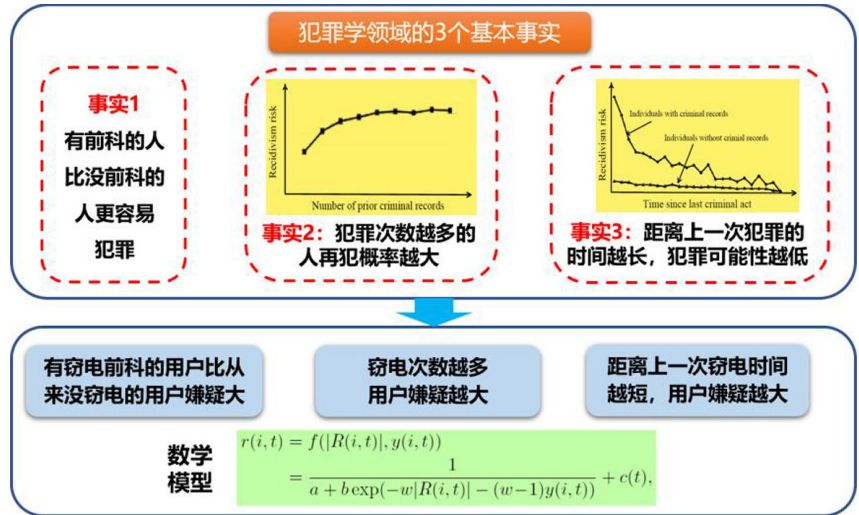 犯罪学领域的3个基本事实
事实1
有前科的人
比没前科的
人更容易
犯罪
Recidivism risk
Number of prior criminal records
事实2：犯罪次数越多的
人再犯概率越大
Recidivism risk
Individuals with criminal records
Individuals without crimial records
Time since last criminal act
事实3：距离上一次犯罪的
时间越长，犯罪可能性越低
有窃电前科的用户比从
来没窃电的用户嫌疑大
窃电次数越多
用户嫌疑越大
距离上一次窃电时间
越短，用户嫌疑越大
数学
模型
r(i,t) = f(|R(i,t)|, y(i,t))
= 1 / (a + b exp(−w|R(i,t)| − (w−1)y(i,t))) + c(t),